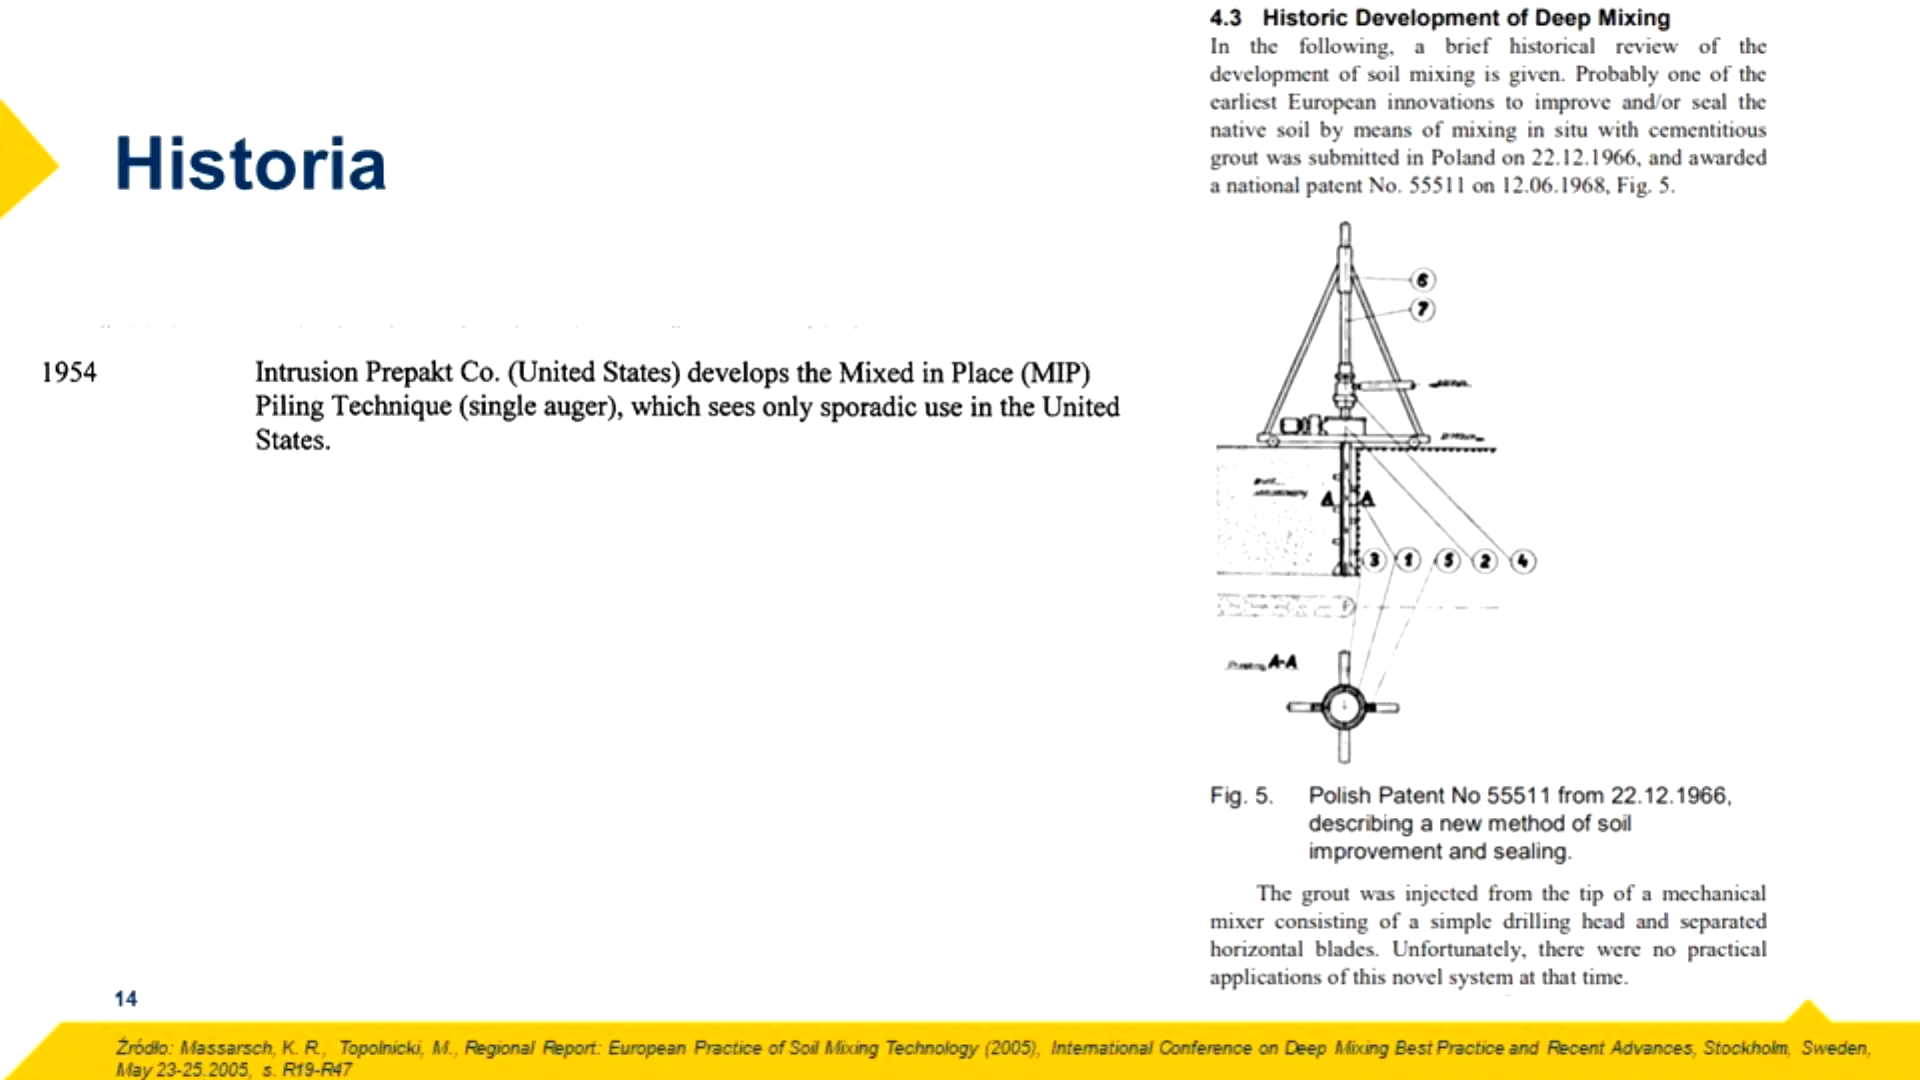 Historia
1954
Intrusion Prepakt Co. (United States) develops the Mixed in Place (MIP)
Piling Technique (single auger), which sees only sporadic use in the United
States.
4.3 Historic Development of Deep Mixing
In the following, a brief historical review of the
development of soil mixing is given. Probably one of the
earliest European innovations to improve and/or seal the
native soil by means of mixing in situ with cementitious
grout was submitted in Poland on 22.12.1966, and awarded
a national patent No. 55511 on 12.06.1968, Fig. 5.
6
7
A A
3 1 5 2 4
A-A
Fig. 5. Polish Patent No 55511 from 22.12.1966,
describing a new method of soil
improvement and sealing.
The grout was injected from the tip of a mechanical
mixer consisting of a simple drilling head and separated
horizontal blades. Unfortunately, there were no practical
applications of this novel system at that time.
14
Źródło: Massarsch, K. R., Topolnicki, M., Regional Report: European Practice of Soil Mixing Technology (2005), International Conference on Deep Mixing Best Practice and Recent Advances, Stockholm, Sweden,
May 23-25.2005, s. R19-R47